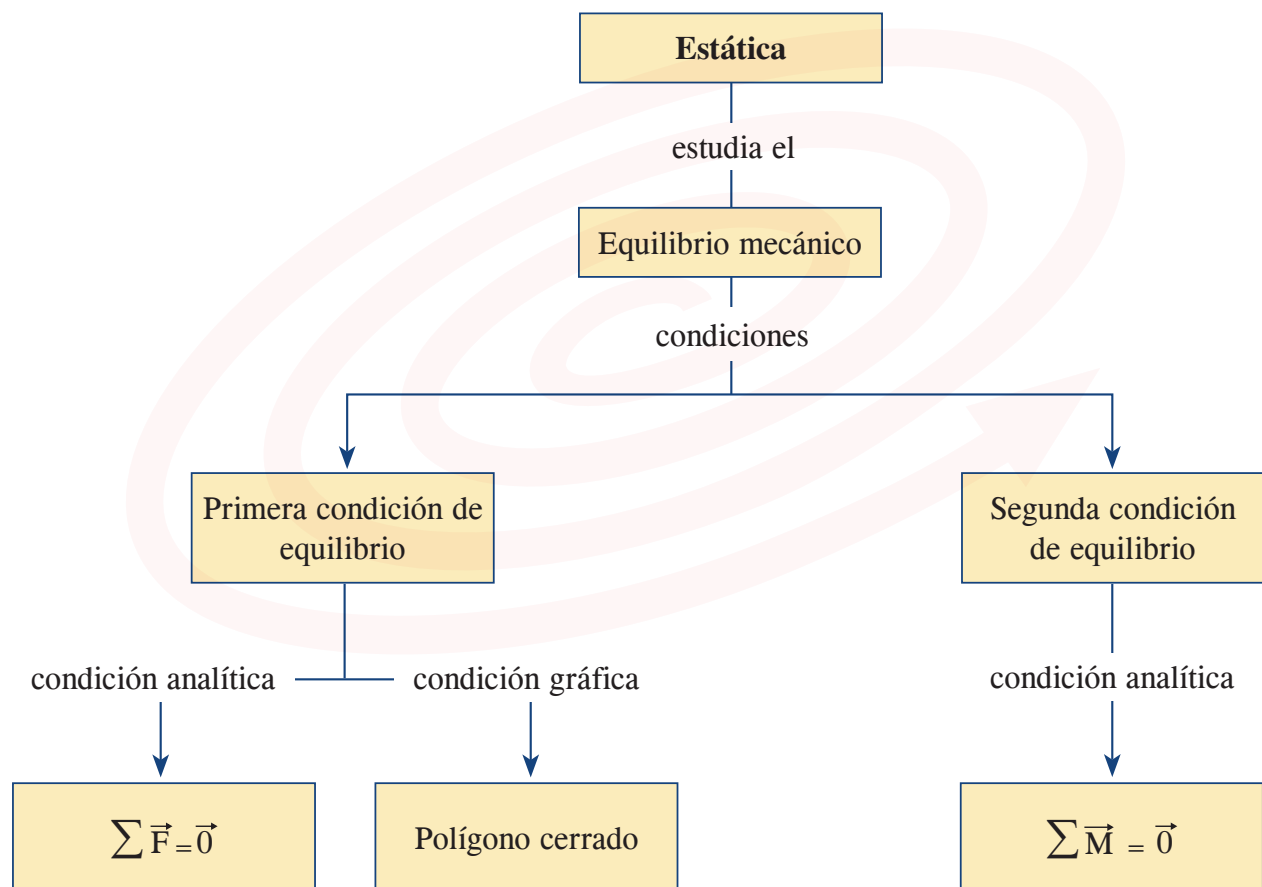 Estática
estudia el
Equilibrio mecánico
condiciones
Primera condición de
equilibrio
Segunda condición
de equilibrio
condición analítica
condición gráfica
condición analítica
∑ F⃗ = 0⃗
Polígono cerrado
∑ M⃗ = 0⃗